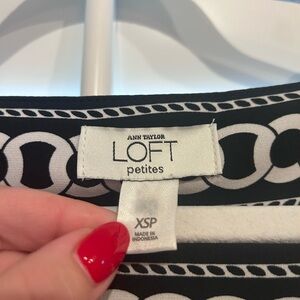 ANN TAYLOR
LOFT
petites
XSP
MADE IN
INDONESIA